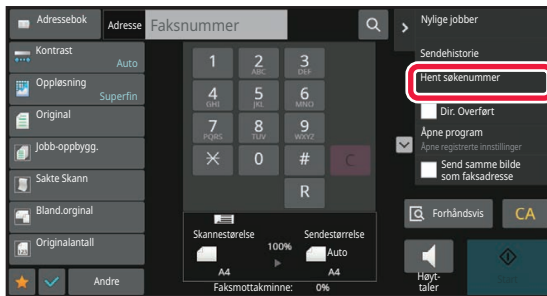 Adressebok
Adresse
Faksnummer
Kontrast
Auto
Oppløsning
Superfin
Original
Jobb-oppbygg.
Sakte Skann
Bland.orginal
Originalantall
Andre
1
2
ABC
3
DEF
4
GHI
5
JKL
6
MNO
7
PQRS
8
TUV
9
WXYZ
0
#
C
R
Skannestørelse
Sendestørrelse
100%
Auto
A4
A4
Faksmottakminne: 0%
Nylige jobber
Sendehistorie
Hent søkenummer
Dir. Overført
Åpne program
Åpne registrerte innstillinger
Send samme bilde
som faksadresse
Forhåndsvis
CA
Høyt-
taler
Start